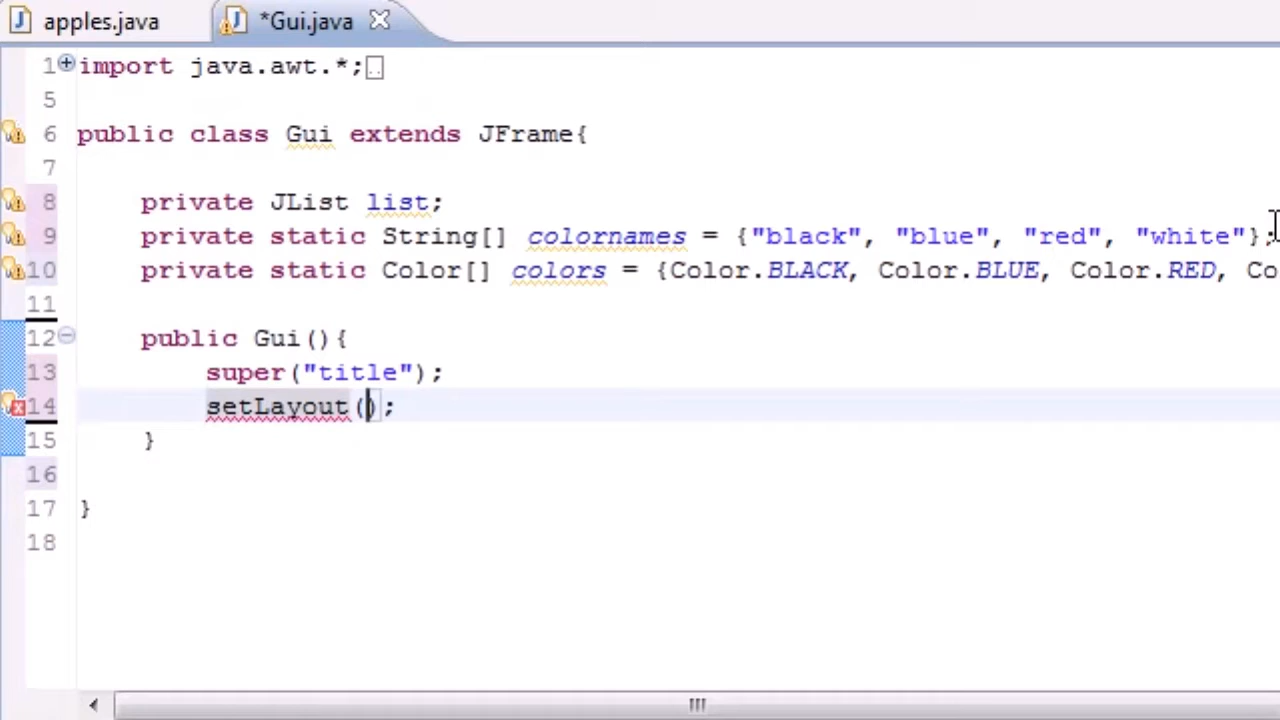 apples.java *Gui.java
1 import java.awt.*;
5
6 public class Gui extends JFrame{
7
8 private JList list;
9 private static String[] colornames = {"black", "blue", "red", "white"};
10 private static Color[] colors = {Color.BLACK, Color.BLUE, Color.RED, Co
11
12 public Gui(){
13 super("title");
14 setLayout();
15 }
16
17 }
18